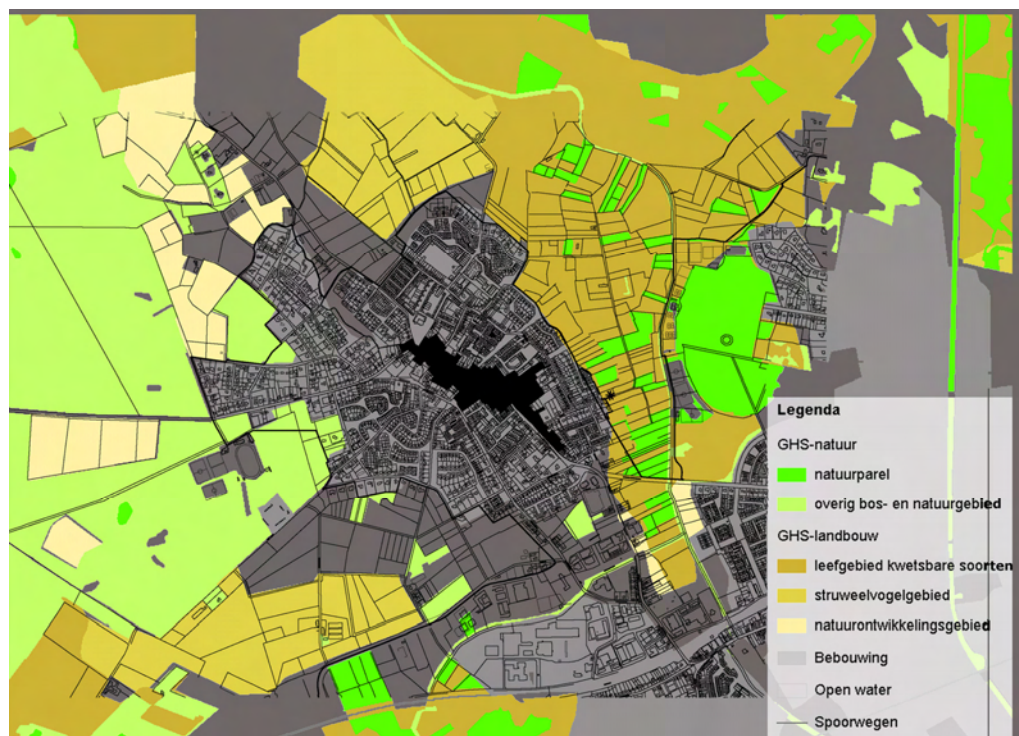 Legenda
GHS-natuur
natuurparel
overig bos- en natuurgebied
GHS-landbouw
leefgebied kwetsbare soorten
struweelvogelgebied
natuurontwikkelingsgebied
Bebouwing
Open water
Spoorwegen